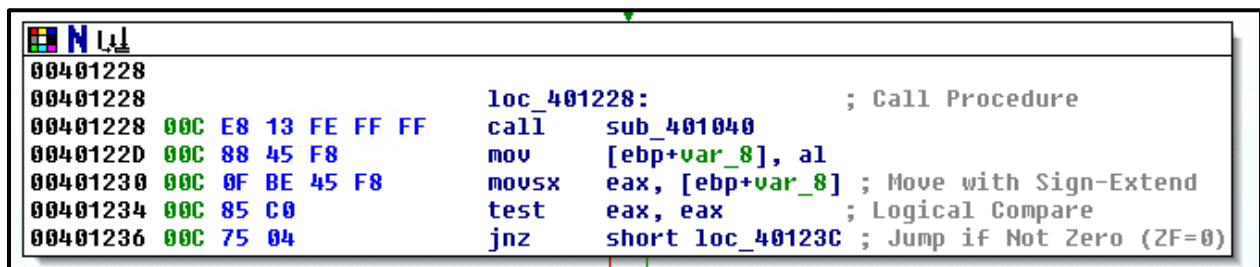 N
00401228
00401228 loc_401228: ; Call Procedure
00401228 00C E8 13 FE FF FF call sub_401040
0040122D 00C 88 45 F8 mov [ebp+var_8], al
00401230 00C 0F BE 45 F8 movsx eax, [ebp+var_8] ; Move with Sign-Extend
00401234 00C 85 C0 test eax, eax ; Logical Compare
00401236 00C 75 04 jnz short loc_40123C ; Jump if Not Zero (ZF=0)